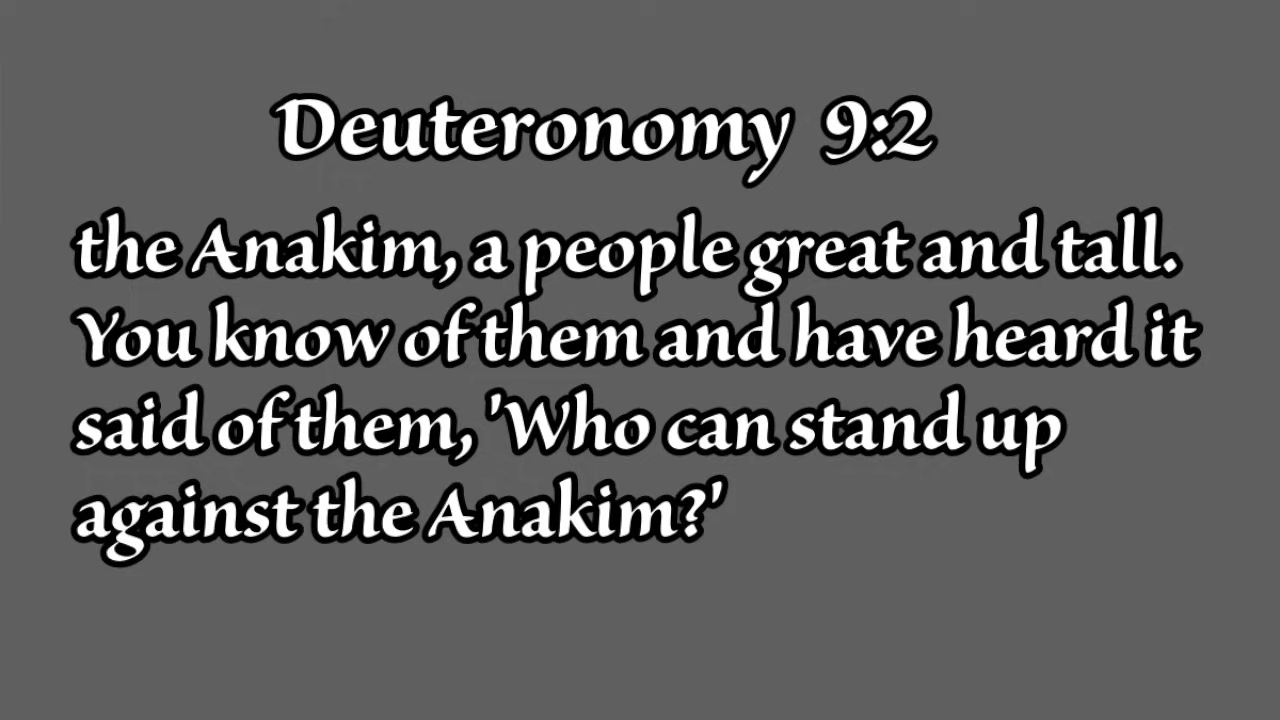 Deuteronomy 9:2
the Anakim, a people great and tall.
You know of them and have heard it
said of them, 'Who can stand up
against the Anakim?'